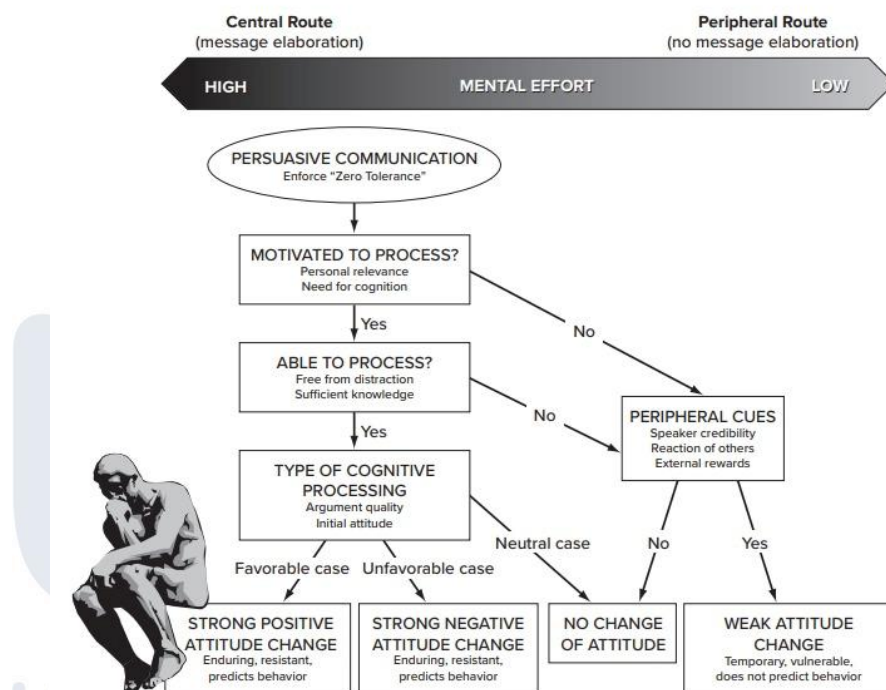 Central Route
(message elaboration)
Peripheral Route
(no message elaboration)
HIGH
MENTAL EFFORT
LOW
PERSUASIVE COMMUNICATION
Enforce “Zero Tolerance”
MOTIVATED TO PROCESS?
Personal relevance
Need for cognition
Yes
No
ABLE TO PROCESS?
Free from distraction
Sufficient knowledge
Yes
No
PERIPHERAL CUES
Speaker credibility
Reaction of others
External rewards
TYPE OF COGNITIVE
PROCESSING
Argument quality
Initial attitude
Favorable case
Unfavorable case
Neutral case
No
Yes
STRONG POSITIVE
ATTITUDE CHANGE
Enduring, resistant,
predicts behavior
STRONG NEGATIVE
ATTITUDE CHANGE
Enduring, resistant,
predicts behavior
NO CHANGE
OF ATTITUDE
WEAK ATTITUDE
CHANGE
Temporary, vulnerable,
does not predict behavior